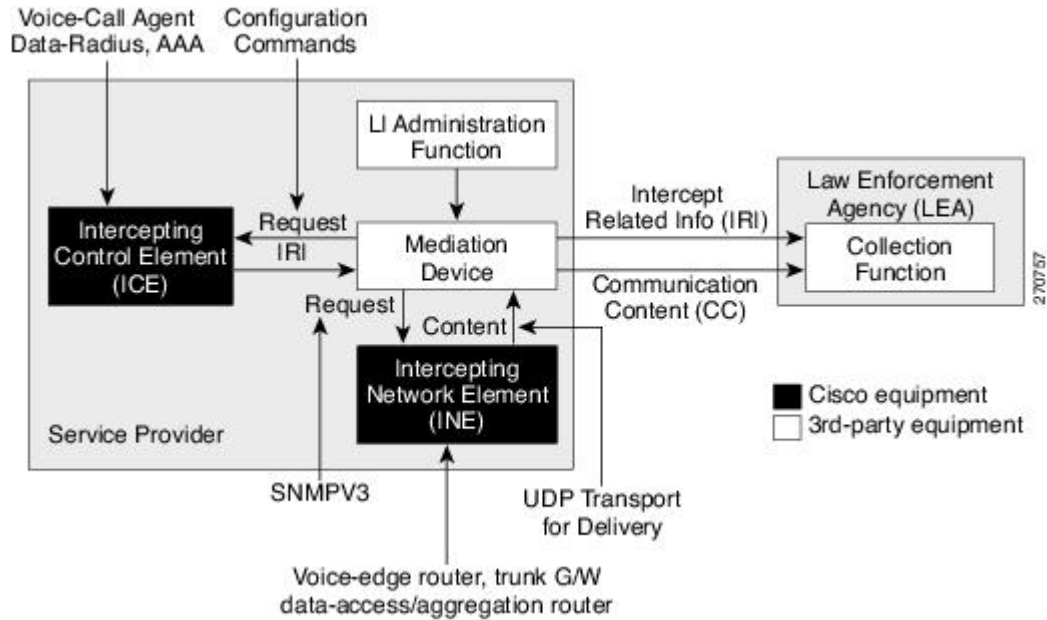 Voice-Call Agent
Data-Radius, AAA
Configuration
Commands
LI Administration
Function
Intercepting
Control Element
(ICE)
Request
IRI
Mediation
Device
Intercept
Related Info (IRI)
Communication
Content (CC)
Law Enforcement
Agency (LEA)
Collection
Function
270757
Request
Content
Intercepting
Network Element
(INE)
Service Provider
Cisco equipment
3rd-party equipment
SNMPV3
UDP Transport
for Delivery
Voice-edge router, trunk G/W
data-access/aggregation router